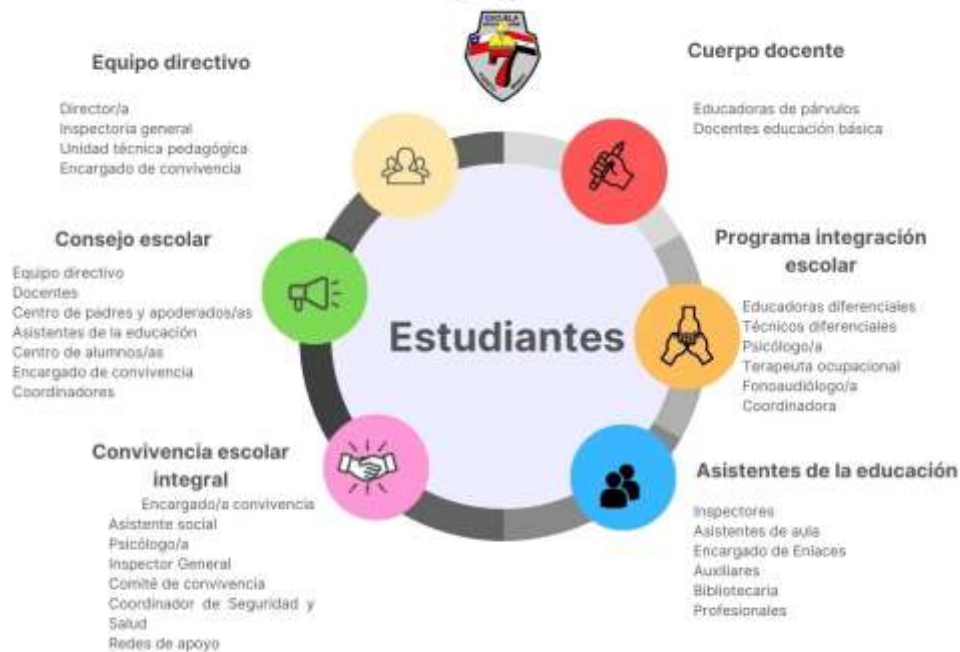 ESCUELA
7
Equipo directivo
Director/a
Inspectoria general
Unidad técnica pedagógica
Encargado de convivencia
Cuerpo docente
Educadoras de párvulos
Docentes educación básica
Consejo escolar
Equipo directivo
Docentes
Centro de padres y apoderados/as
Asistentes de la educación
Centro de alumnos/as
Encargado de convivencia
Coordinadores
Programa integración
escolar
Educadoras diferenciales
Técnicos diferenciales
Psicólogo/a
Terapeuta ocupacional
Fonoaudiólogo/a
Coordinadora
Estudiantes
Convivencia escolar
integral
Encargado/a convivencia
Asistente social
Psicólogo/a
Inspector General
Comité de convivencia
Coordinador de Seguridad y
Salud
Redes de apoyo
Asistentes de la educación
Inspectores
Asistentes de aula
Encargado de Enlaces
Auxiliares
Bibliotecaria
Profesionales